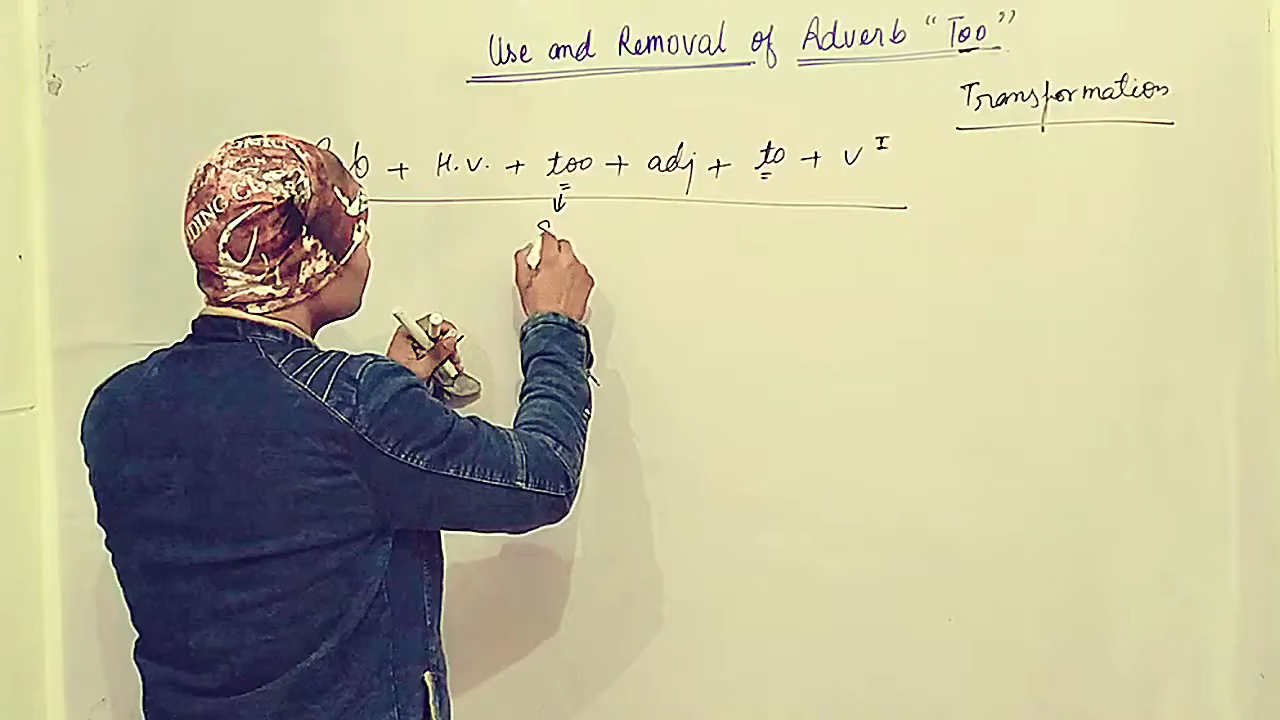 Use and Removal of Adverb "Too"
Transformation
+ H.V. + too + adj + to + V I